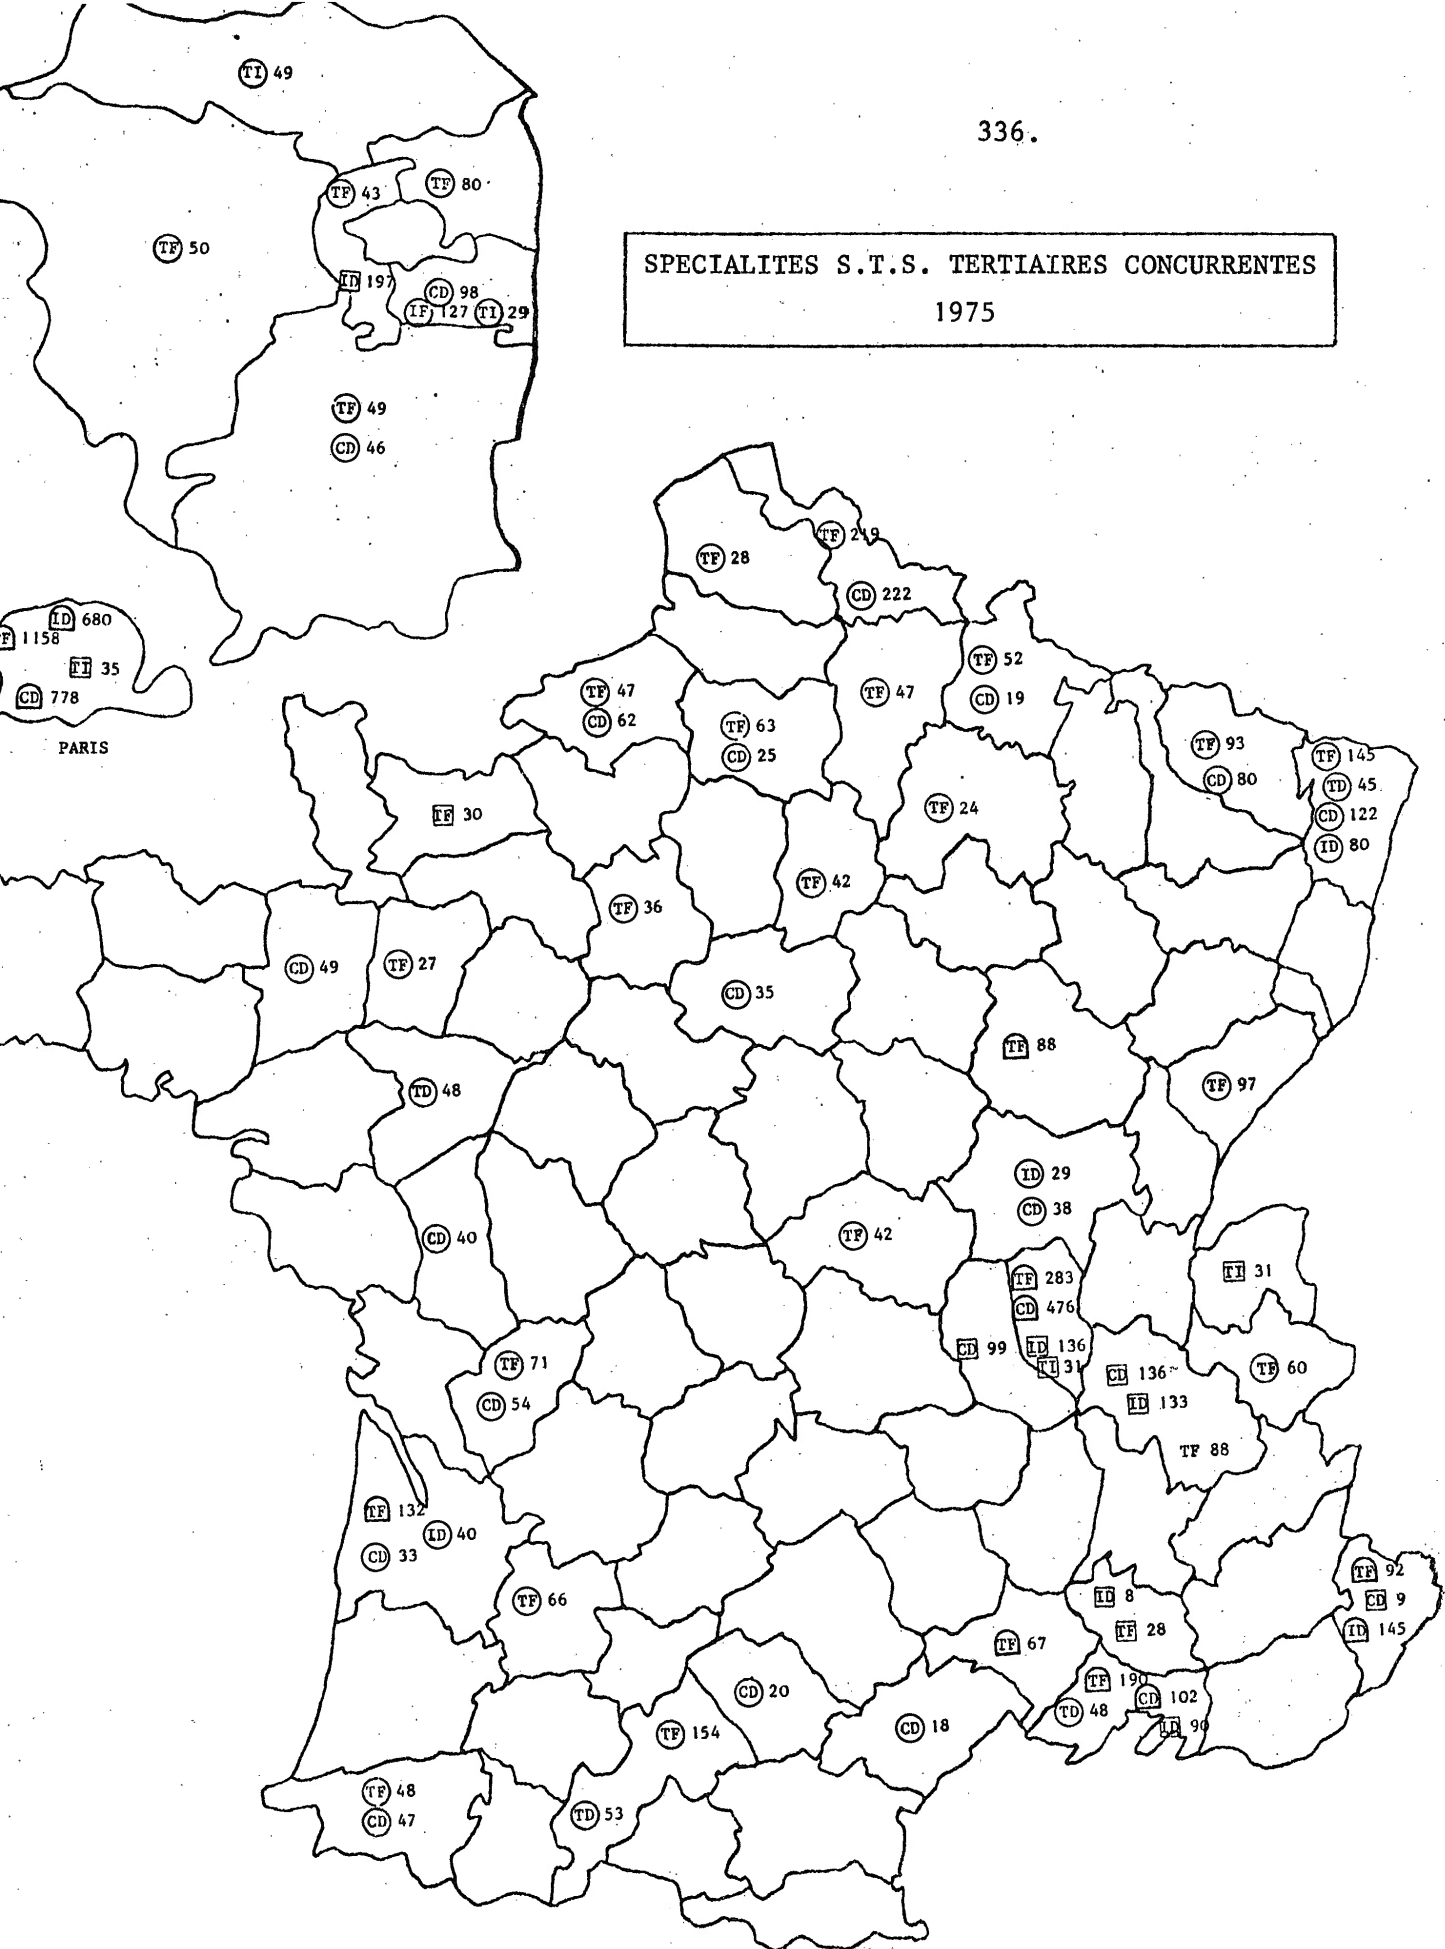 336.
SPECIALITES S.T.S. TERTIAIRES CONCURRENTES
1975
TI 49
TF 43
TF 80
TF 50
ID 197
CD 98
IF 127 TI 29
TF 49
CD 46
ID 680
TF 1158
TI 35
CD 778
PARIS
TF 219
TF 28
CD 222
TF 52
TF 47
TF 47
CD 19
CD 62
TF 63
CD 25
TF 93
TF 145
CD 80
TD 45
TF 30
TF 24
CD 122
ID 80
TF 42
TF 36
CD 49
TF 27
CD 35
TF 88
TD 48
TF 97
ID 29
CD 38
CD 40
TF 42
TI 31
TF 283
CD 476
CD 99
ID 136
TI 31
TF 71
CD 136
TF 60
CD 54
ID 133
TF 88
TF 132
ID 40
CD 33
TF 92
ID 8
CD 9
TF 66
TF 28
ID 145
TF 67
TF 190
CD 20
CD 102
TD 48
CD 18
ID 90
TF 154
TF 48
TD 53
CD 47